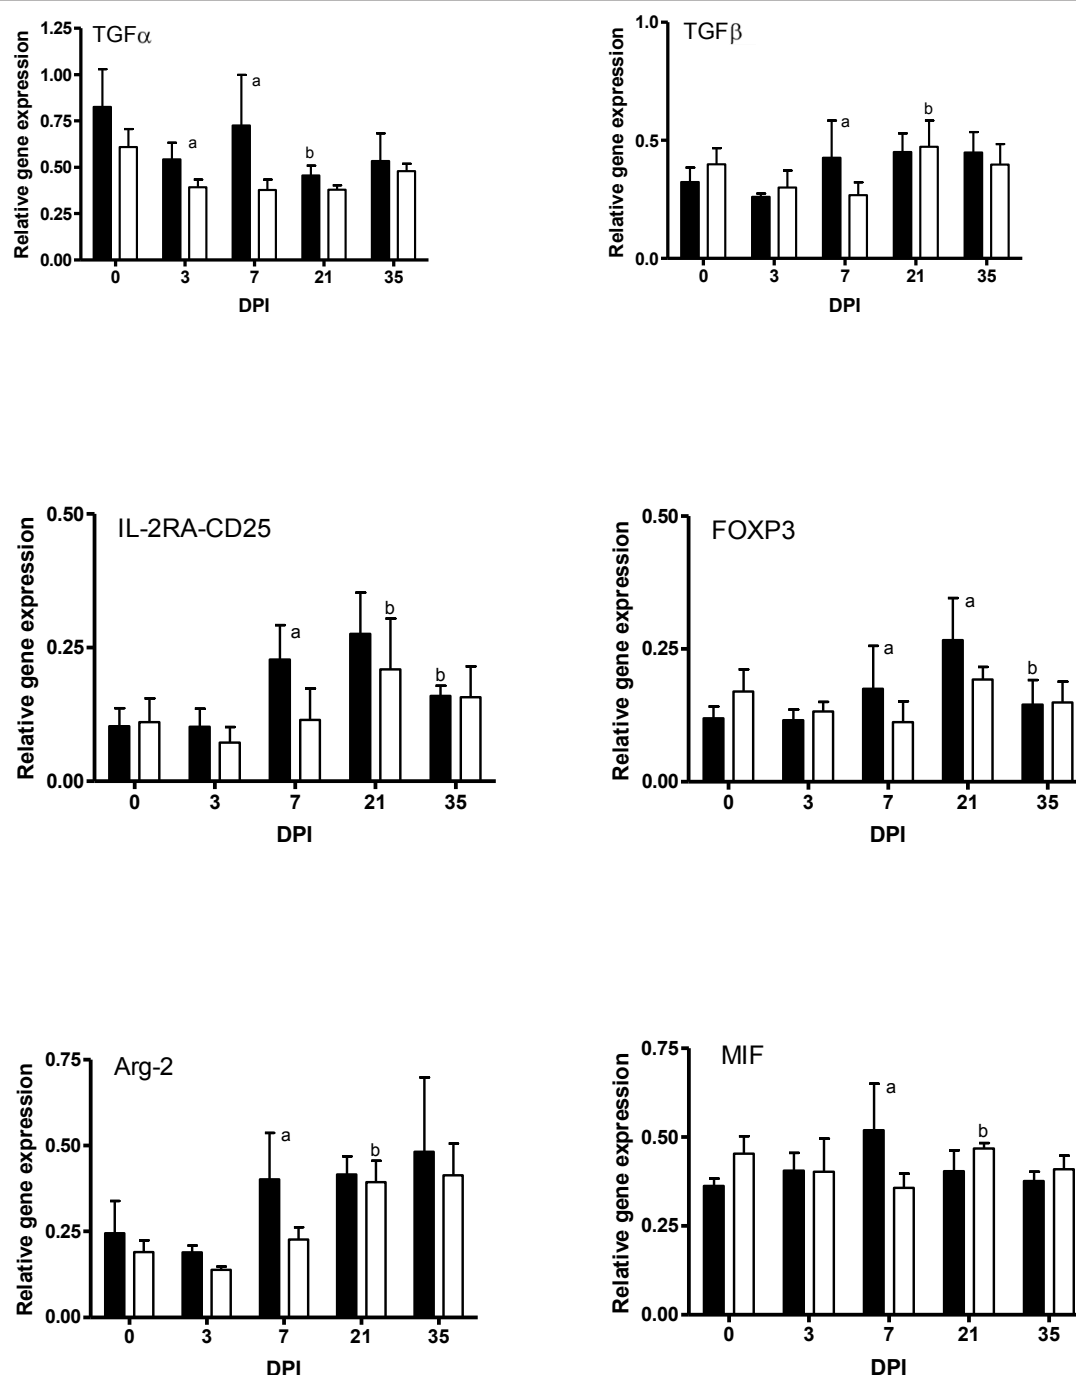 TGFα
Relative gene expression
1.25
1.00
0.75
0.50
0.25
0.00
a
a
b
0 3 7 21 35
DPI
TGFβ
Relative gene expression
1.0
0.5
0.0
a
b
0 3 7 21 35
DPI
IL-2RA-CD25
Relative gene expression
0.50
0.25
0.00
a
b
b
0 3 7 21 35
DPI
FOXP3
Relative gene expression
0.50
0.25
0.00
a
a
b
0 3 7 21 35
DPI
Arg-2
Relative gene expression
0.75
0.50
0.25
0.00
a
b
0 3 7 21 35
DPI
MIF
Relative gene expression
0.75
0.50
0.25
0.00
a
b
0 3 7 21 35
DPI